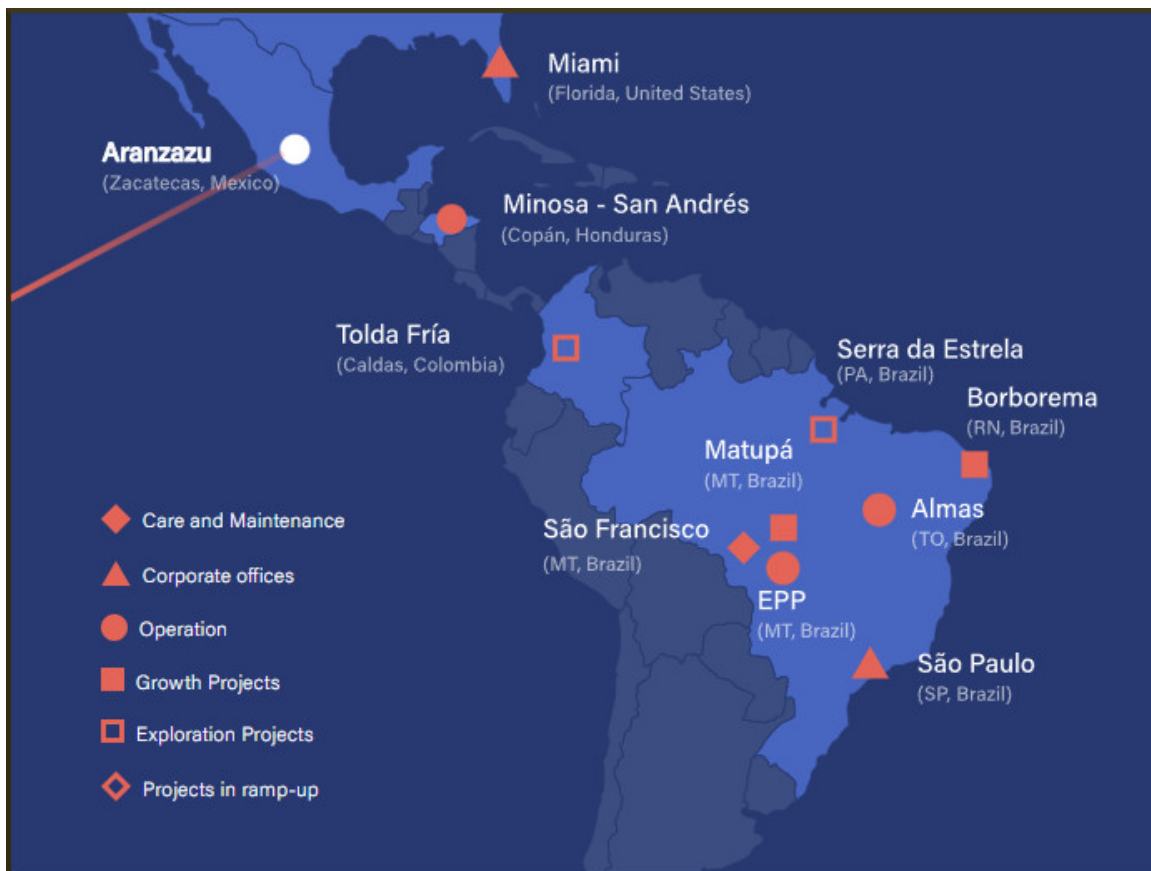 Miami
(Florida, United States)
Aranzazu
(Zacatecas, Mexico)
Minosa - San Andrés
(Copán, Honduras)
Tolda Fría
(Caldas, Colombia)
Serra da Estrela
(PA, Brazil)
Borborema
(RN, Brazil)
Matupá
(MT, Brazil)
Almas
(TO, Brazil)
São Francisco
(MT, Brazil)
EPP
(MT, Brazil)
São Paulo
(SP, Brazil)
Care and Maintenance
Corporate offices
Operation
Growth Projects
Exploration Projects
Projects in ramp-up